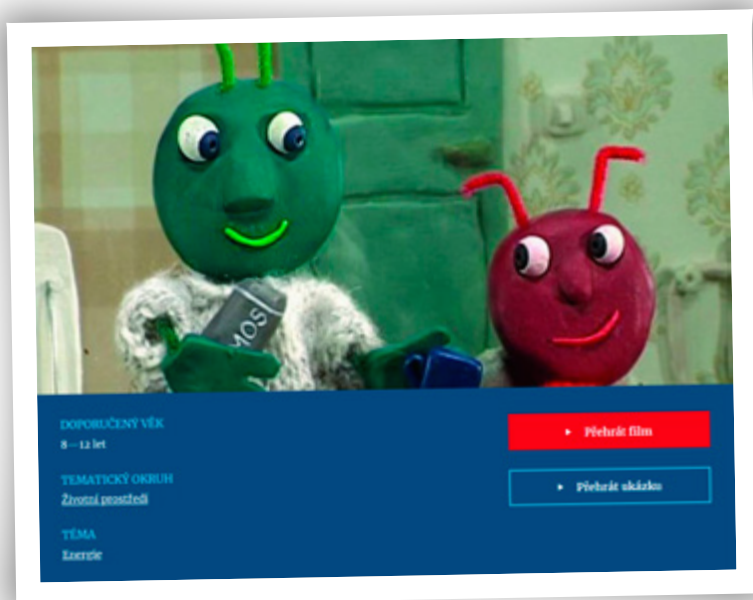 MOS
DOPORUČENÝ VĚK
8 – 12 let
TEMATICKÝ OKRUH
Životní prostředí
TÉMA
Energie
Přehrát film
Přehrát ukázku